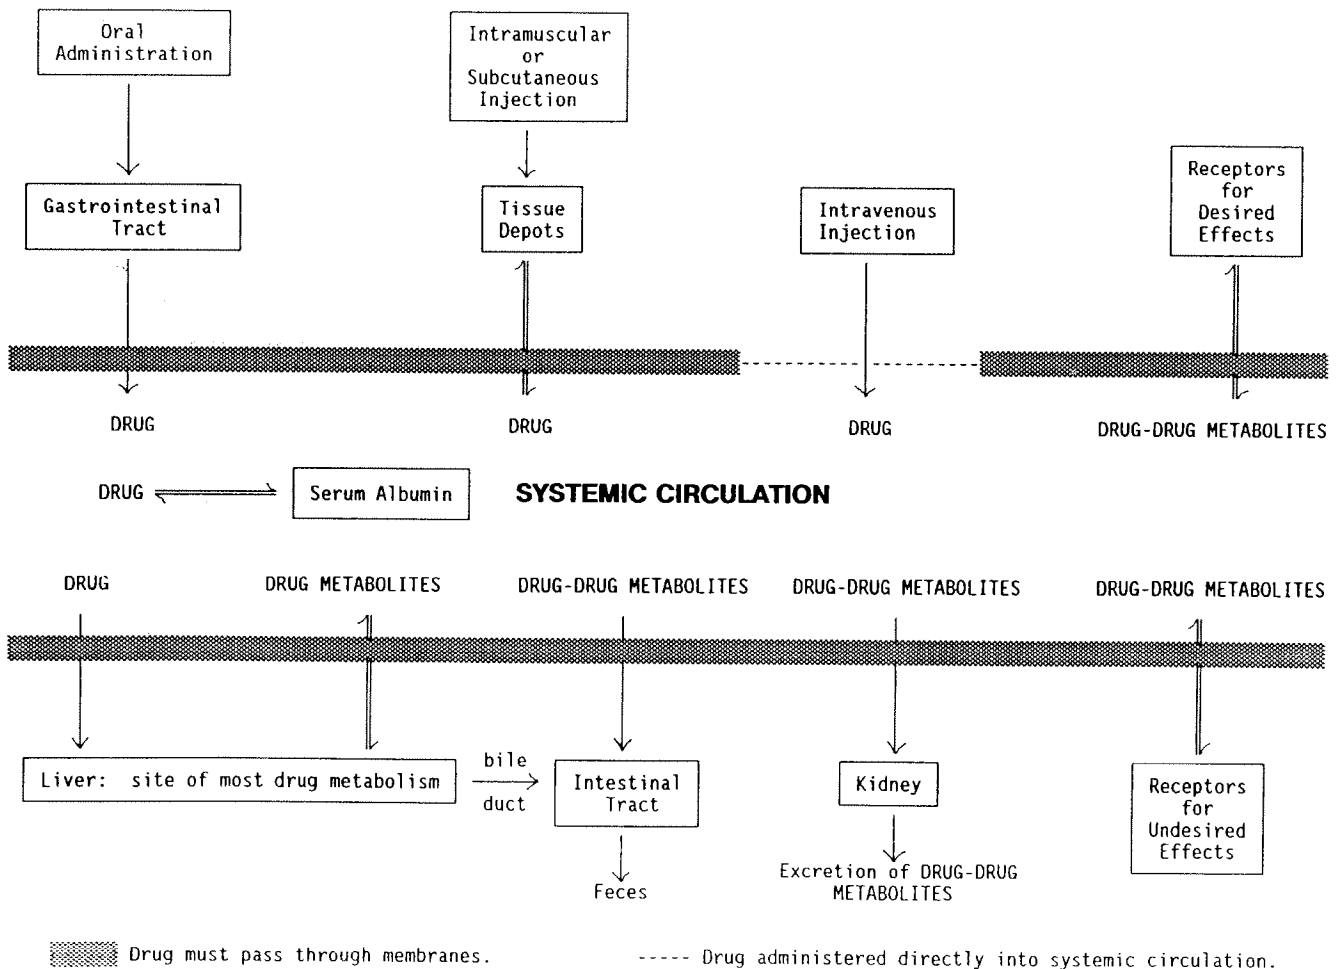 Oral
Administration
Intramuscular
or
Subcutaneous
Injection
Gastrointestinal
Tract
Tissue
Depots
Intravenous
Injection
Receptors
for
Desired
Effects
DRUG
DRUG
DRUG
DRUG-DRUG METABOLITES
DRUG
Serum Albumin
SYSTEMIC CIRCULATION
DRUG
DRUG METABOLITES
DRUG-DRUG METABOLITES
DRUG-DRUG METABOLITES
DRUG-DRUG METABOLITES
Liver: site of most drug metabolism
bile
duct
Intestinal
Tract
Kidney
Receptors
for
Undesired
Effects
Feces
Excretion of DRUG-DRUG
METABOLITES
Drug must pass through membranes.
----- Drug administered directly into systemic circulation.